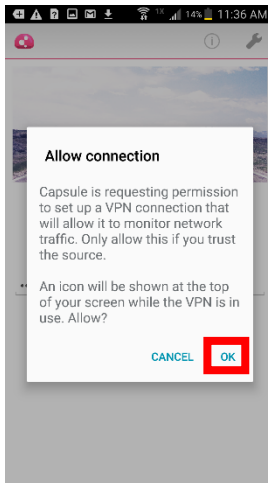 1X 14% 11:36 AM
Allow connection
Capsule is requesting permission
to set up a VPN connection that
will allow it to monitor network
traffic. Only allow this if you trust
the source.
An icon will be shown at the top
of your screen while the VPN is in
use. Allow?
CANCEL OK